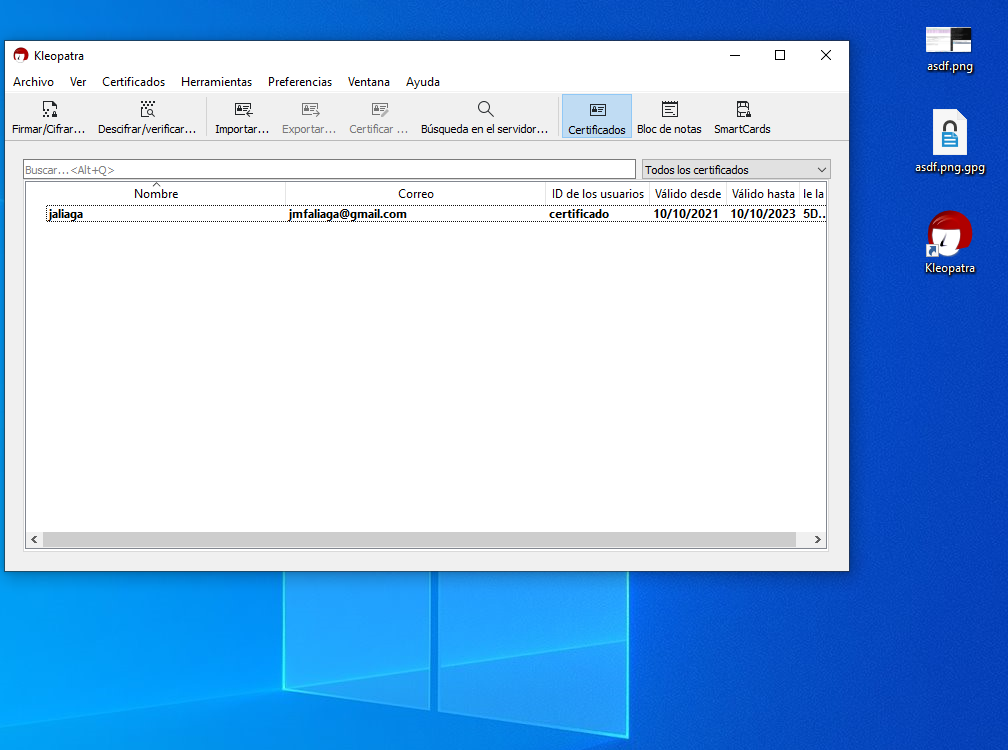 Kleopatra
Archivo Ver Certificados Herramientas Preferencias Ventana Ayuda
Firmar/Cifrar... Descifrar/verificar... Importar... Exportar... Certificar ... Búsqueda en el servidor... Certificados Bloc de notas SmartCards
Buscar...<Alt+Q> Todos los certificados
Nombre Correo ID de los usuarios Válido desde Válido hasta le la
jaliaga jmfaliaga@gmail.com certificado 10/10/2021 10/10/2023 5D...
asdf.png
asdf.png.gpg
Kleopatra